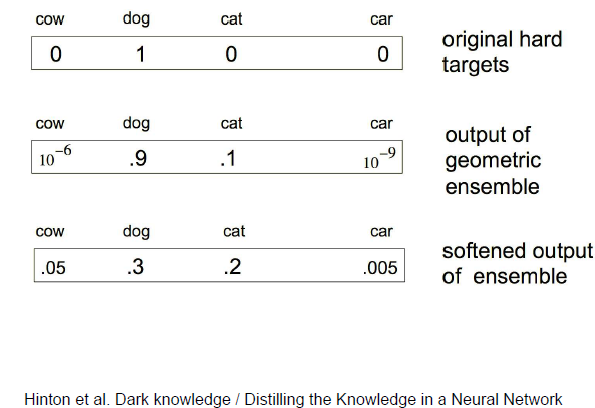 cow dog cat car
0 1 0 0
original hard
targets
cow dog cat car
10⁻⁶ .9 .1 10⁻⁹
output of
geometric
ensemble
cow dog cat car
.05 .3 .2 .005
softened output
of ensemble
Hinton et al. Dark knowledge / Distilling the Knowledge in a Neural Network